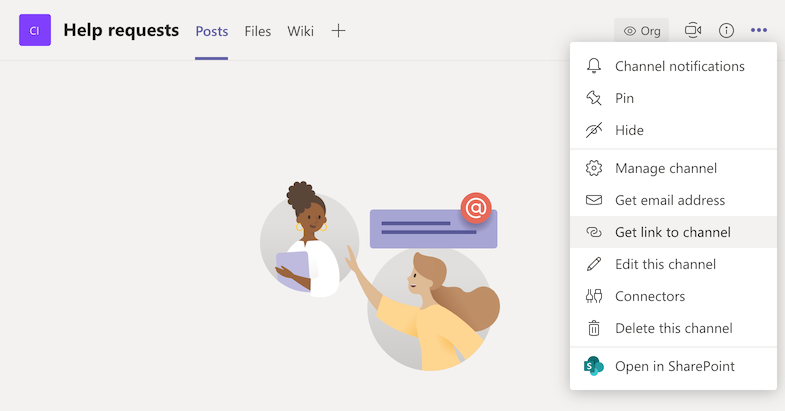 CI
Help requests
Posts
Files
Wiki
Org
Channel notifications
Pin
Hide
Manage channel
Get email address
Get link to channel
Edit this channel
Connectors
Delete this channel
S
Open in SharePoint
@